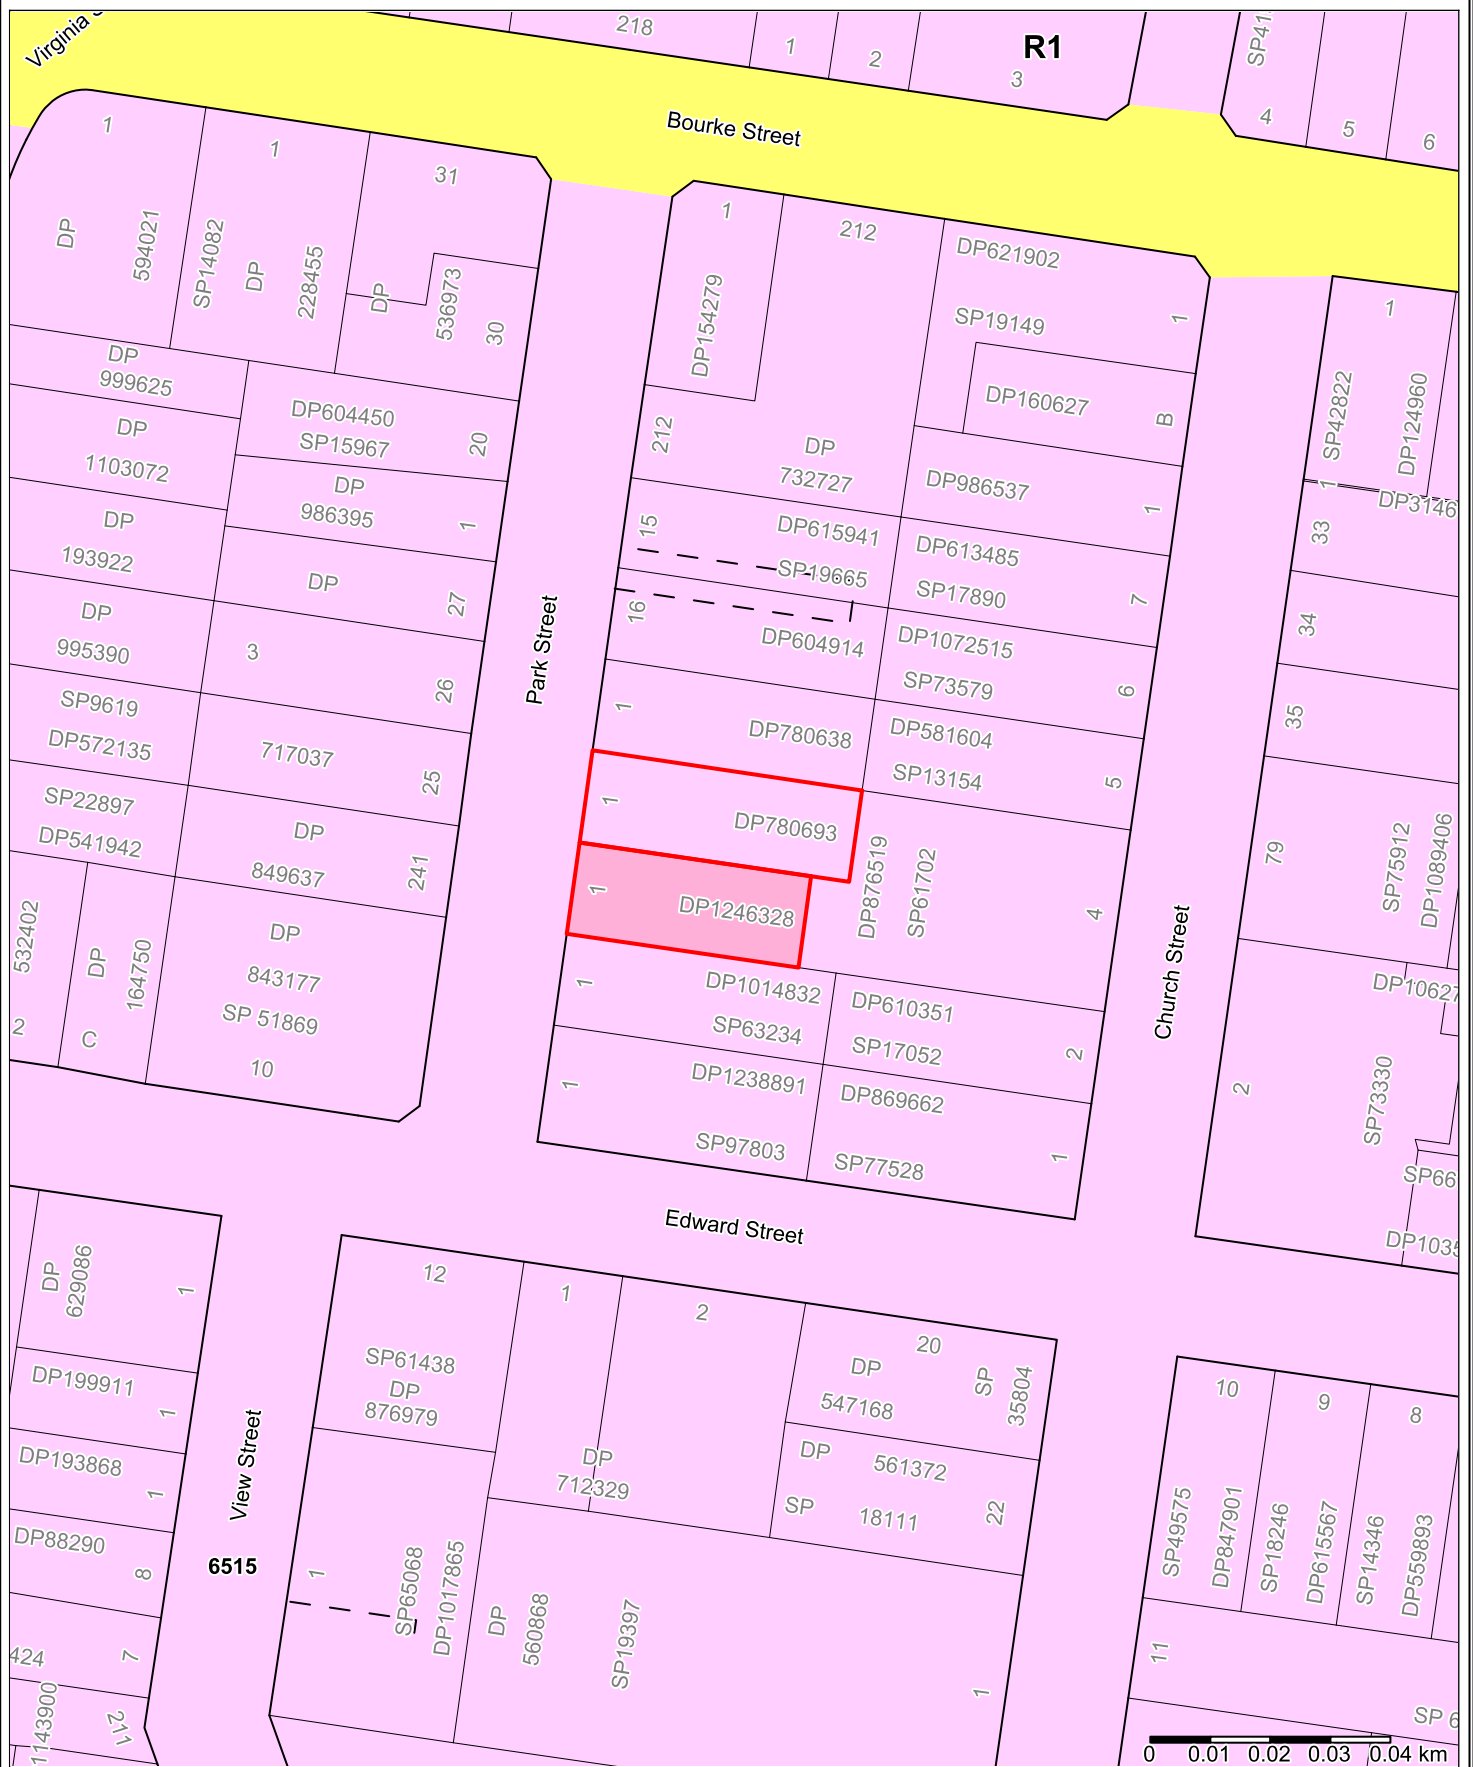 218
1
2
R1
3
SP41
4
5
6
Virginia S
Bourke Street
1
DP
594021
1
SP14082
DP
228455
31
DP
536973
30
1
DP154279
212
DP621902
SP19149
1
DP160627
B
1
SP42822
DP124960
DP
999625
DP604450
SP15967
20
DP
1103072
DP
986395
1
212
DP
732727
DP986537
1
1
DP3146
33
DP
193922
DP
27
15
DP615941
SP19665
DP613485
SP17890
7
34
DP
995390
3
26
Park Street
16
DP604914
DP1072515
SP73579
6
35
SP9619
DP572135
717037
25
1
DP780638
DP581604
SP13154
5
SP22897
DP541942
DP
849637
241
1
DP780693
DP876519
SP61702
4
79
SP75912
DP1089406
1
DP1246328
532402
2
DP
164750
C
DP
843177
SP 51869
10
1
DP1014832
SP63234
DP610351
SP17052
2
Church Street
DP10627
2
SP73330
1
DP1238891
SP97803
DP869662
SP77528
1
SP66
DP1035
Edward Street
DP
629086
1
12
SP61438
DP
876979
1
2
DP
712329
20
DP
547168
SP
35804
DP
561372
SP
18111
22
10
9
8
SP49575
DP847901
SP18246
DP615567
SP14346
DP559893
DP199911
1
DP193868
1
View Street
6515
DP88290
8
1
SP65068
DP1017865
DP
560868
SP19397
1
424
7
1143900
211
11
SP 6
0 0.01 0.02 0.03 0.04 km